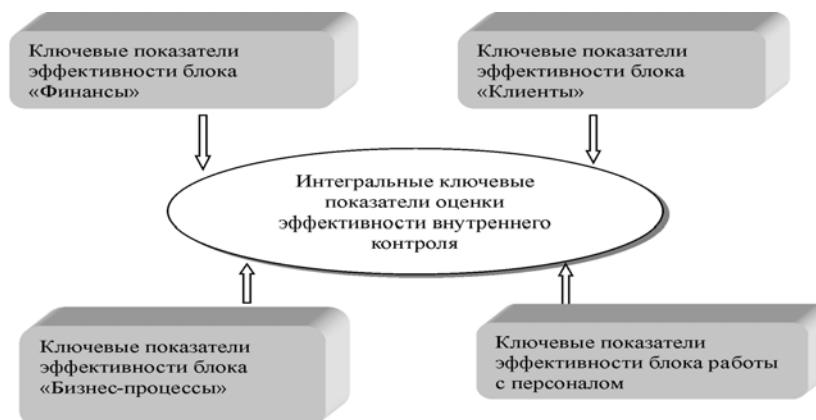 Ключевые показатели
эффективности блока
«Финансы»
Ключевые показатели
эффективности блока
«Клиенты»
Интегральные ключевые
показатели оценки
эффективности внутреннего
контроля
Ключевые показатели
эффективности блока
«Бизнес-процессы»
Ключевые показатели
эффективности блока работы
с персоналом